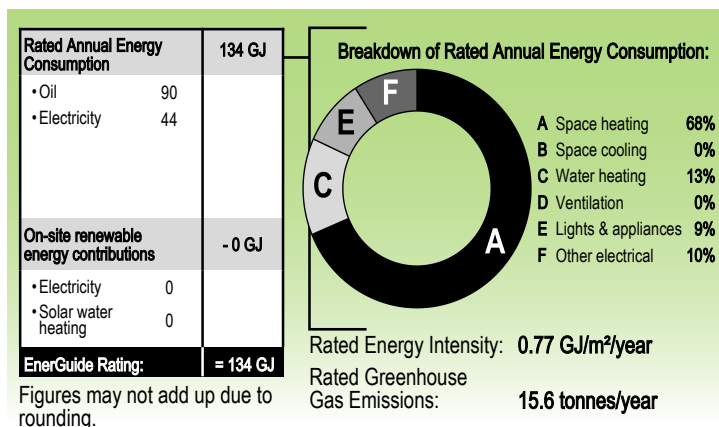 Rated Annual Energy
Consumption
134 GJ
• Oil 90
• Electricity 44
On-site renewable
energy contributions
- 0 GJ
• Electricity 0
• Solar water
heating 0
EnerGuide Rating: = 134 GJ
Figures may not add up due to
rounding.
Breakdown of Rated Annual Energy Consumption:
F
E
C
A
A Space heating 68%
B Space cooling 0%
C Water heating 13%
D Ventilation 0%
E Lights & appliances 9%
F Other electrical 10%
Rated Energy Intensity: 0.77 GJ/m²/year
Rated Greenhouse
Gas Emissions: 15.6 tonnes/year